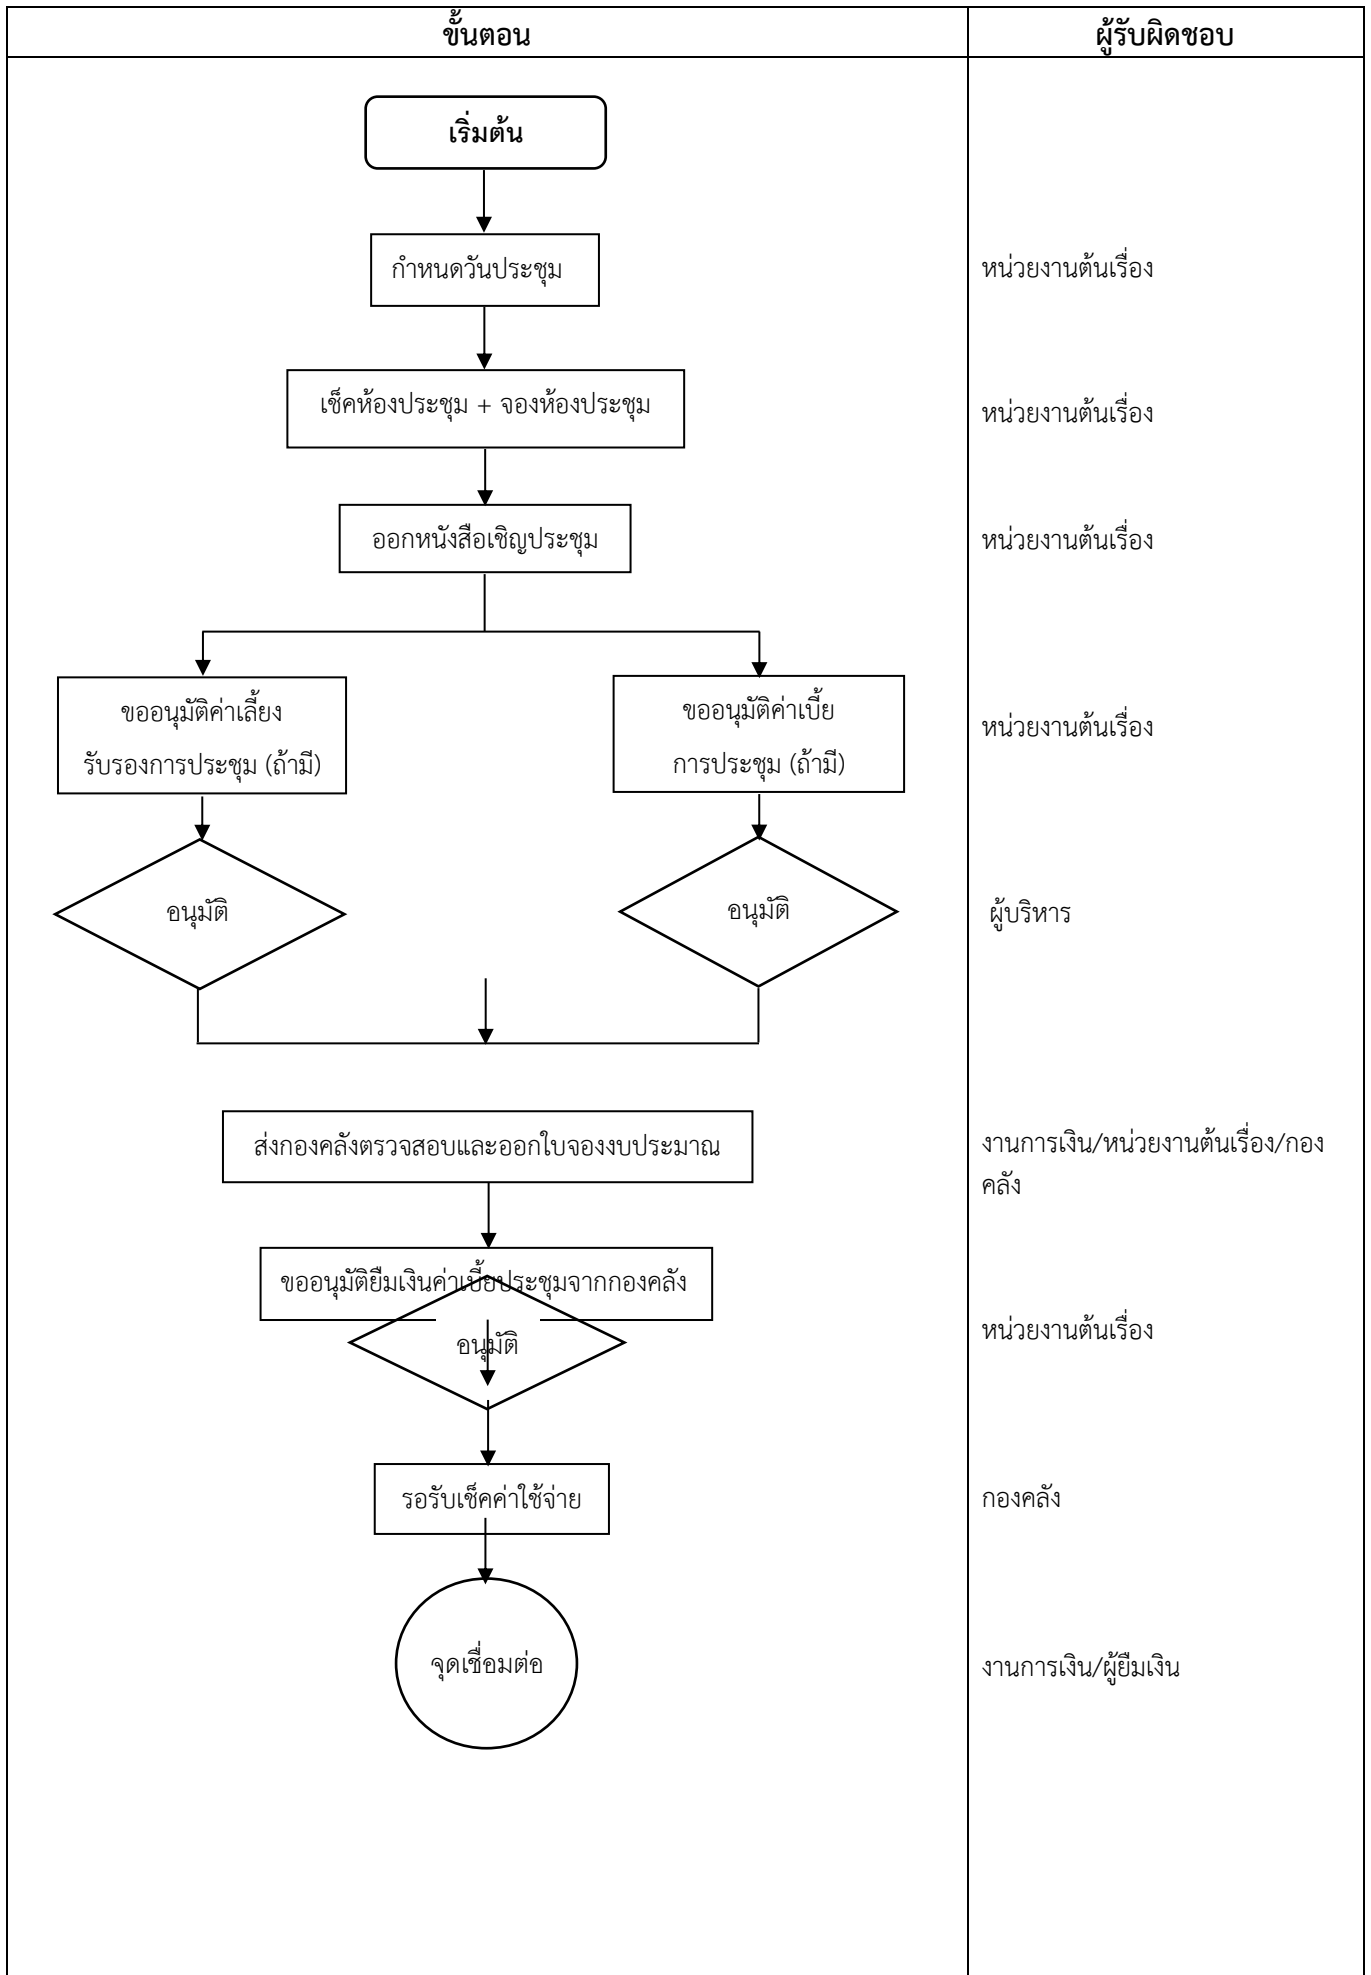 ขั้นตอน
ผู้รับผิดชอบ
เริ่มต้น
กำหนดวันประชุม
หน่วยงานต้นเรื่อง
เช็คห้องประชุม + จองห้องประชุม
หน่วยงานต้นเรื่อง
ออกหนังสือเชิญประชุม
หน่วยงานต้นเรื่อง
ขออนุมัติค่าเลี้ยง
รับรองการประชุม (ถ้ามี)
ขออนุมัติค่าเบี้ย
การประชุม (ถ้ามี)
หน่วยงานต้นเรื่อง
อนุมัติ
อนุมัติ
ผู้บริหาร
ส่งกองคลังตรวจสอบและออกใบจองงบประมาณ
งานการเงิน/หน่วยงานต้นเรื่อง/กอง
คลัง
ขออนุมัติยืมเงินค่าเบี้ยประชุมจากกองคลัง
อนุมัติ
หน่วยงานต้นเรื่อง
รอรับเช็คค่าใช้จ่าย
กองคลัง
จุดเชื่อมต่อ
งานการเงิน/ผู้ยืมเงิน